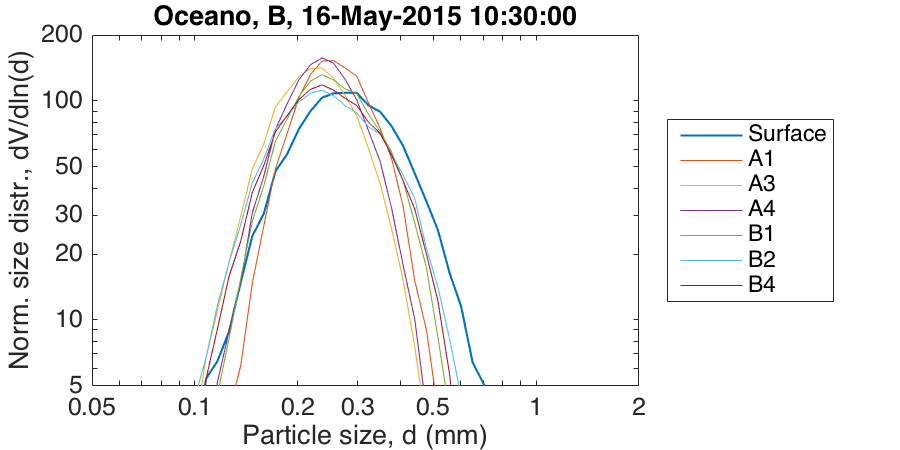 Oceano, B, 16-May-2015 10:30:00
Norm. size distr., dV/dln(d)
200
100
50
30
20
10
5
0.05 0.1 0.2 0.3 0.5 1 2
Particle size, d (mm)
Surface
A1
A3
A4
B1
B2
B4